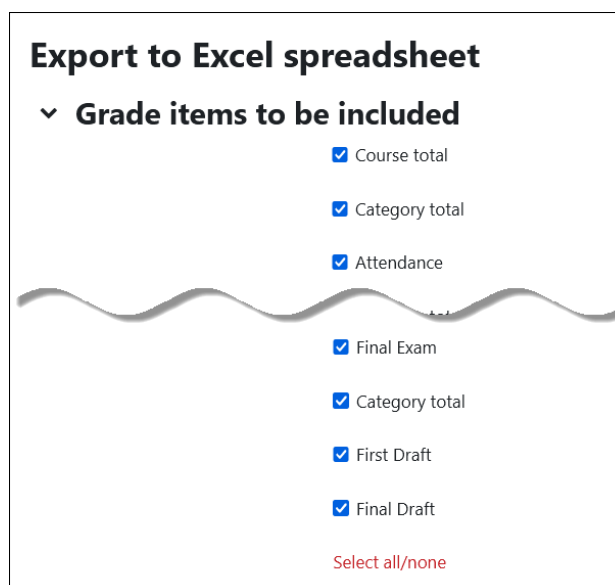 Export to Excel spreadsheet
Grade items to be included
Course total
Category total
Attendance
Final Exam
Category total
First Draft
Final Draft
Select all/none